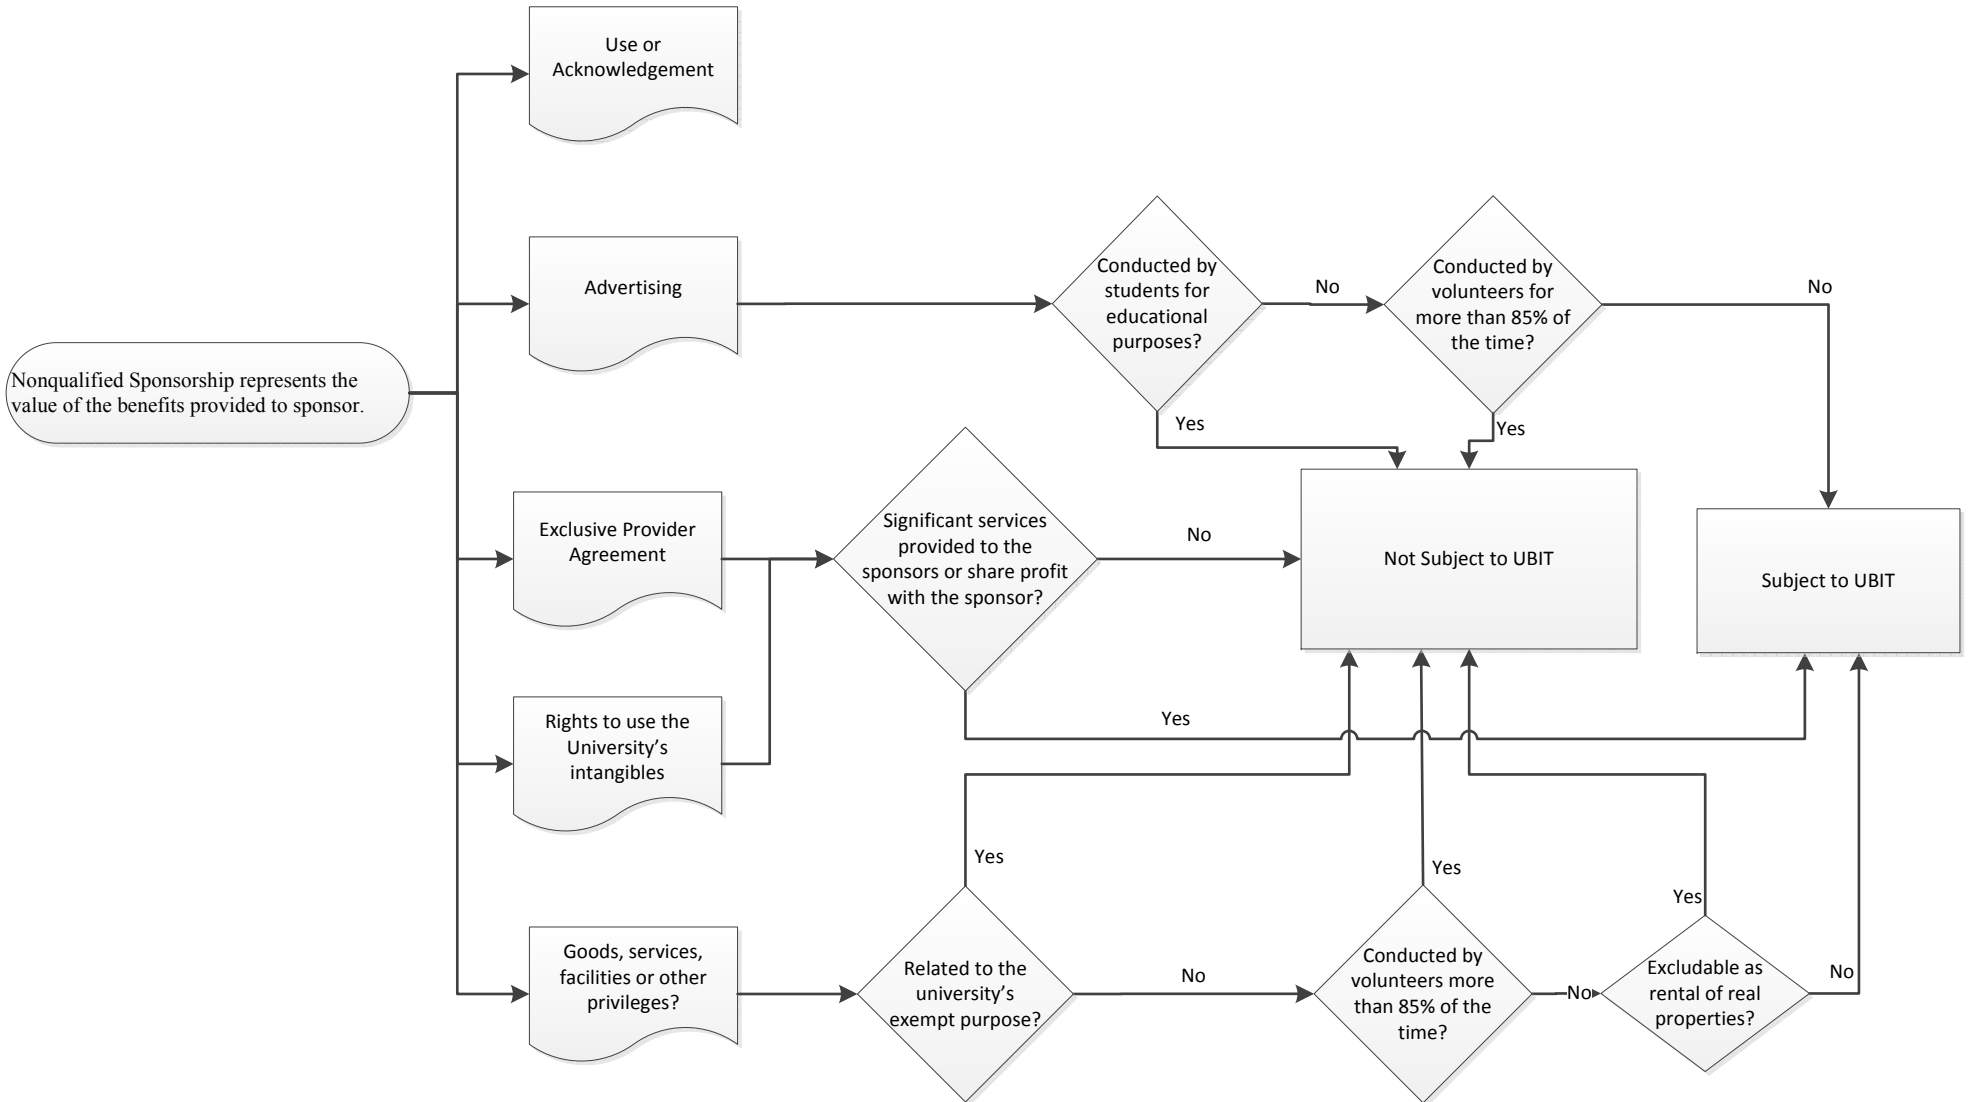 Use or
Acknowledgement
Advertising
Conducted by
students for
educational
purposes?
No
Conducted by
volunteers for
more than 85% of
the time?
No
Nonqualified Sponsorship represents the
value of the benefits provided to sponsor.
Yes
Yes
Exclusive Provider
Agreement
Significant services
provided to the
sponsors or share profit
with the sponsor?
No
Not Subject to UBIT
Subject to UBIT
Rights to use the
University’s
intangibles
Yes
Yes
Yes
Yes
Goods, services,
facilities or other
privileges?
Related to the
university’s
exempt purpose?
No
Conducted by
volunteers more
than 85% of the
time?
No
Excludable as
rental of real
properties?
No